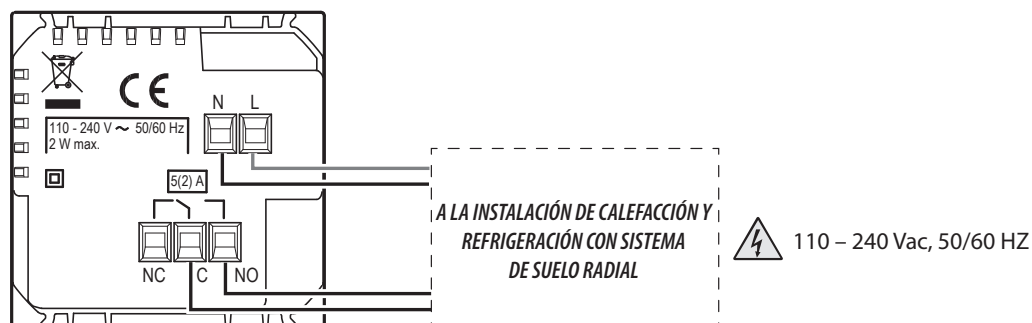 CE
N L
110 - 240 V ~ 50/60 Hz
2 W max.
5(2) A
NC C NO
A LA INSTALACIÓN DE CALEFACCIÓN Y
REFRIGERACIÓN CON SISTEMA
DE SUELO RADIAL
110 – 240 Vac, 50/60 HZ